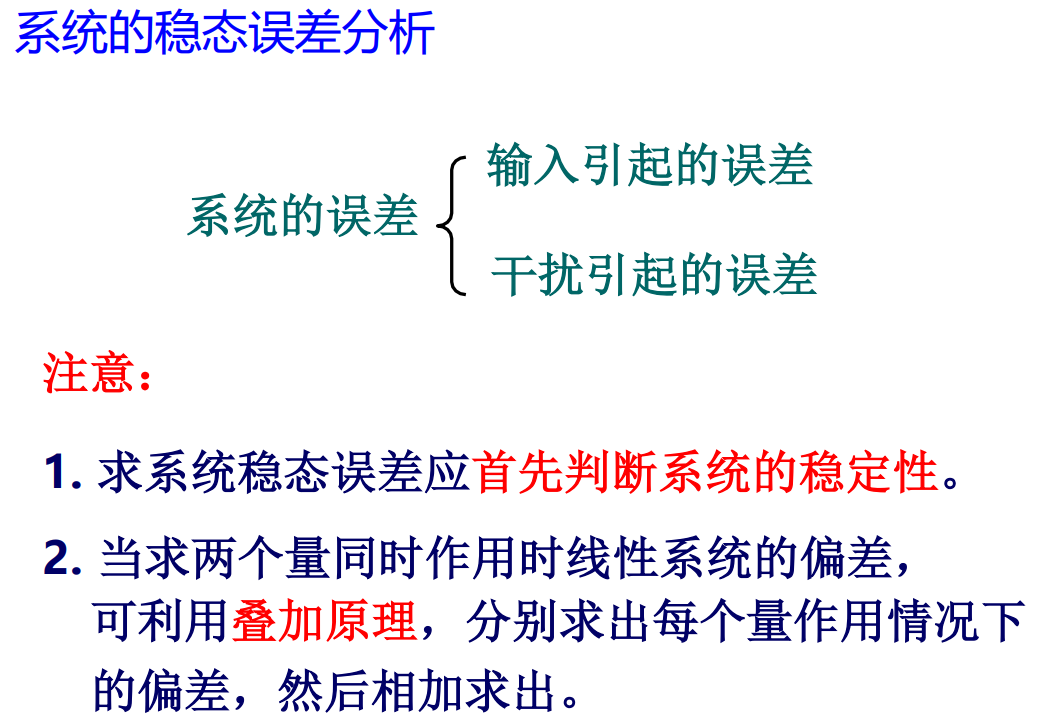 系统的稳态误差分析
输入引起的误差
系统的误差
干扰引起的误差
注意：
1. 求系统稳态误差应首先判断系统的稳定性。
2. 当求两个量同时作用时线性系统的偏差，
可利用叠加原理，分别求出每个量作用情况下
的偏差，然后相加求出。